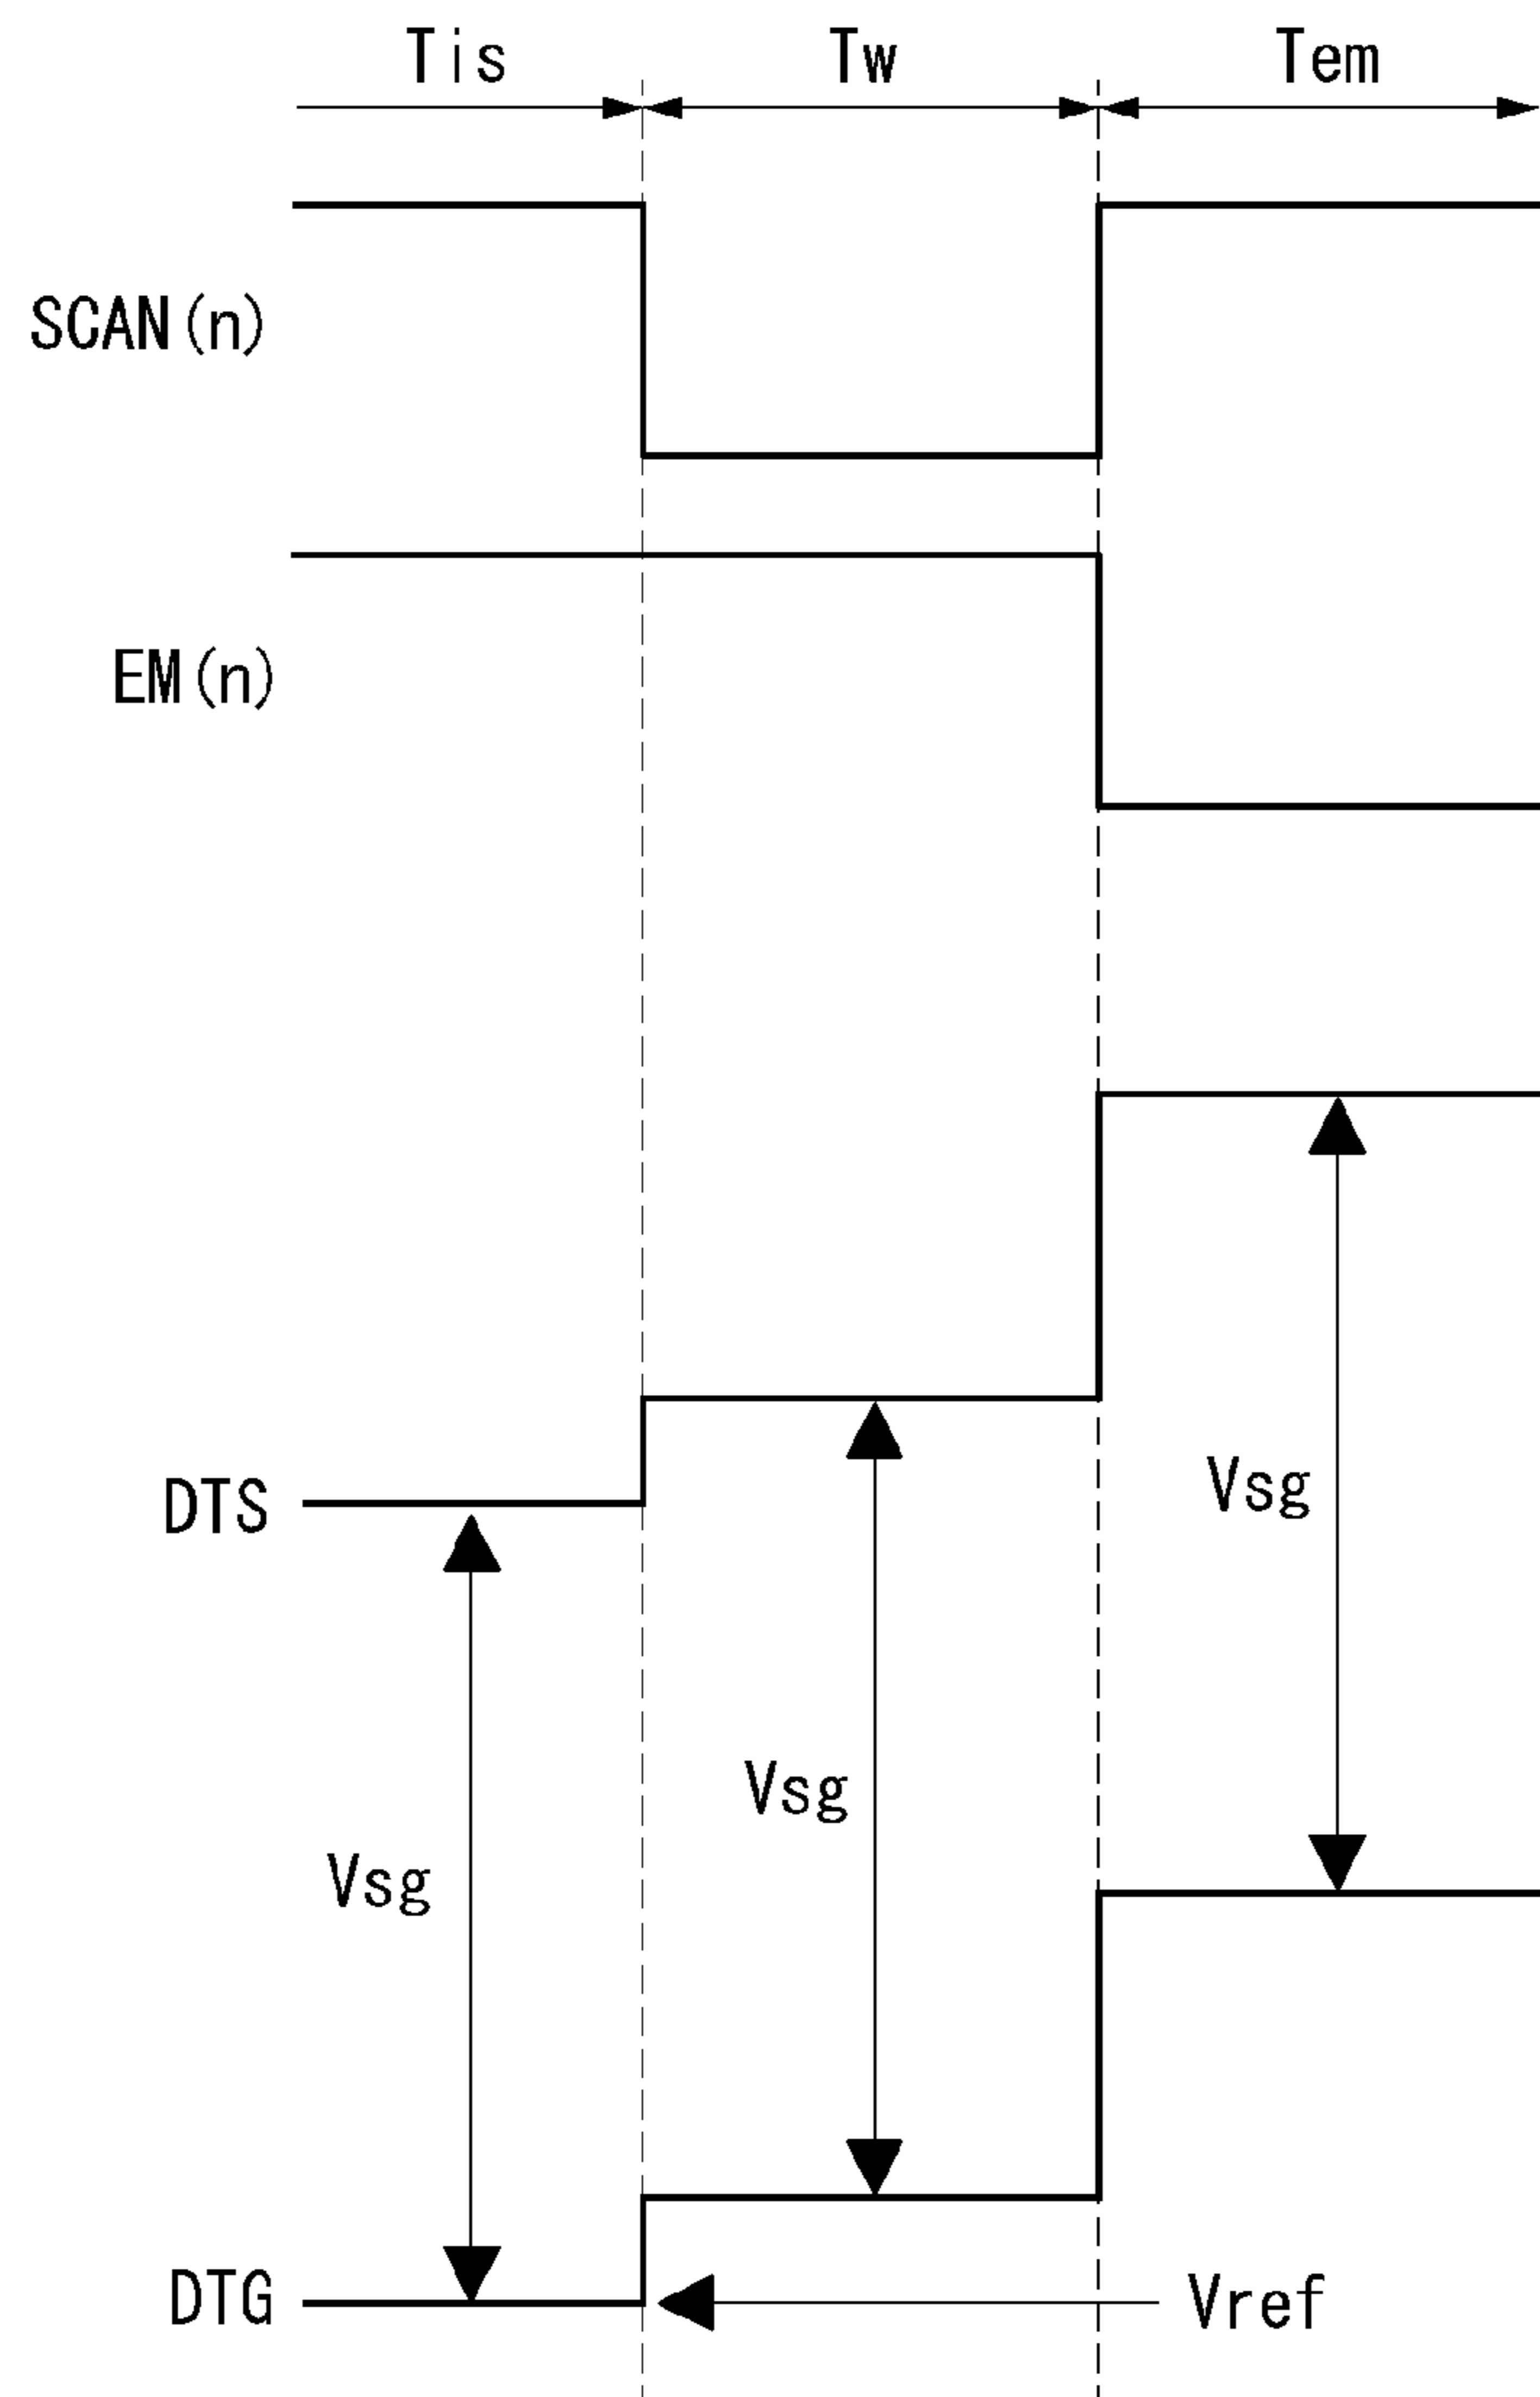 Tis Tw Tem
SCAN(n)
EM(n)
DTS
Vsg
Vsg
Vsg
DTG
Vref